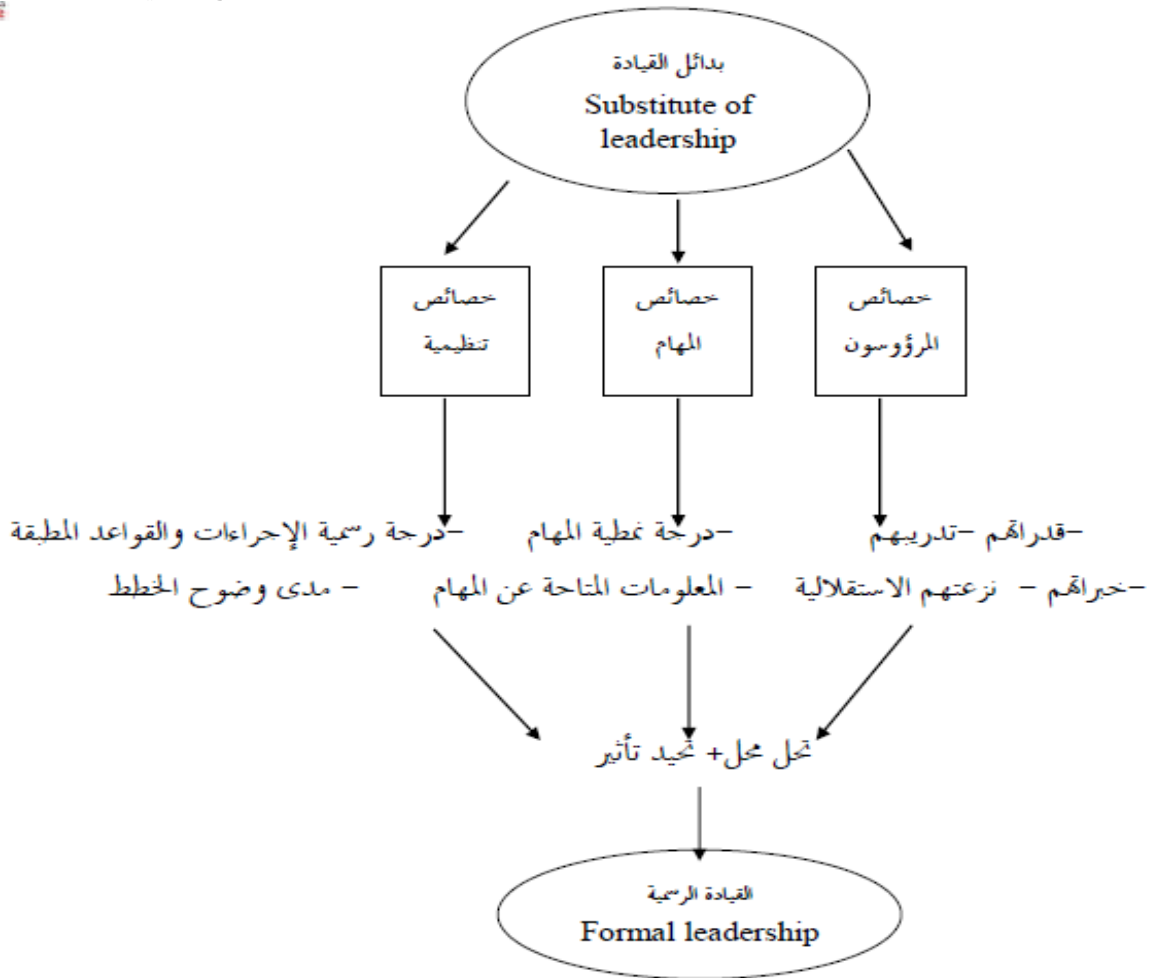 بدائل القيادة
Substitute of
leadership
خصائص
المرؤوسون
خصائص
المهام
خصائص
تنظيمية
-قدراتهم -تدريبهم
-خبراتهم - نزعتهم الاستقلالية
-درجة نمطية المهام
- المعلومات المتاحة عن المهام
-درجة رسمية الإجراءات والقواعد المطبقة
- مدى وضوح الخطط
تحل محل+ تحيد تأثير
القيادة الرسمية
Formal leadership